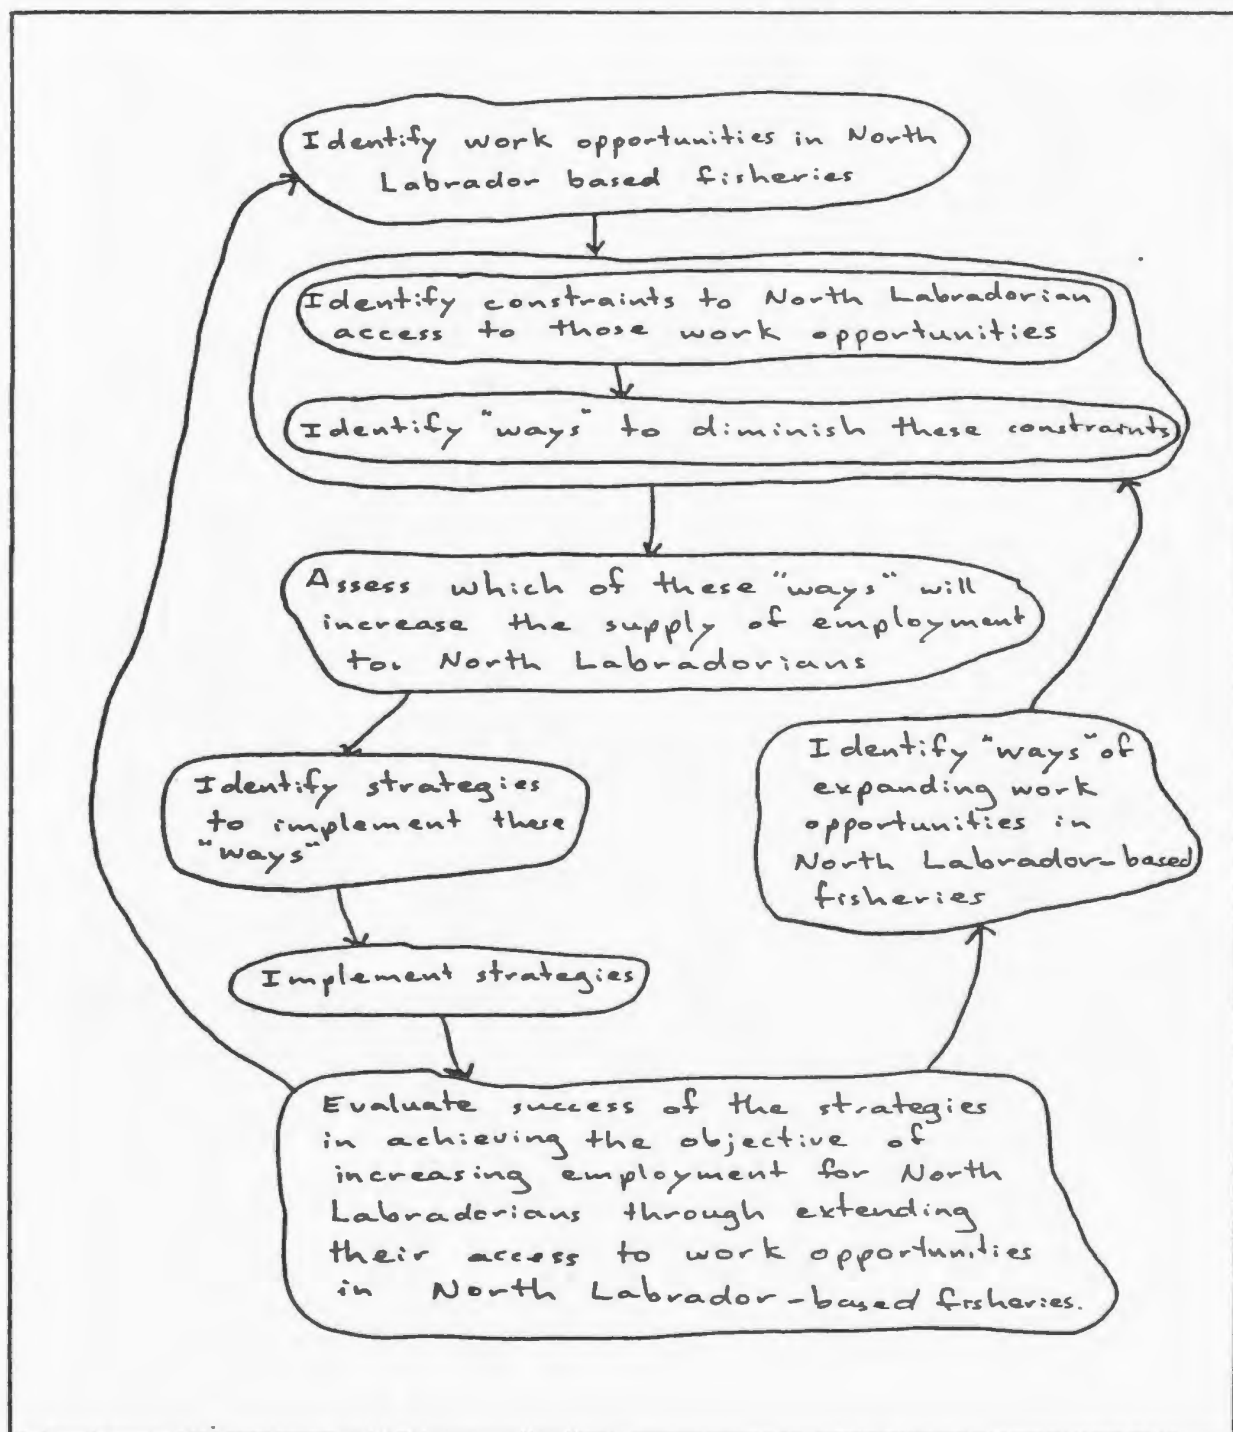 Identify work opportunities in North
Labrador based fisheries
Identify constraints to North Labradorian
access to those work opportunities
Identify "ways" to diminish these constraints
Assess which of these "ways" will
increase the supply of employment
to. North Labradorians
Identify strategies
to implement these
"ways"
Implement strategies
Identify "ways" of
expanding work
opportunities in
North Labrador-based
fisheries
Evaluate success of the strategies
in achieving the objective of
increasing employment for North
Labradorians through extending
their access to work opportunities
in North Labrador-based fisheries.